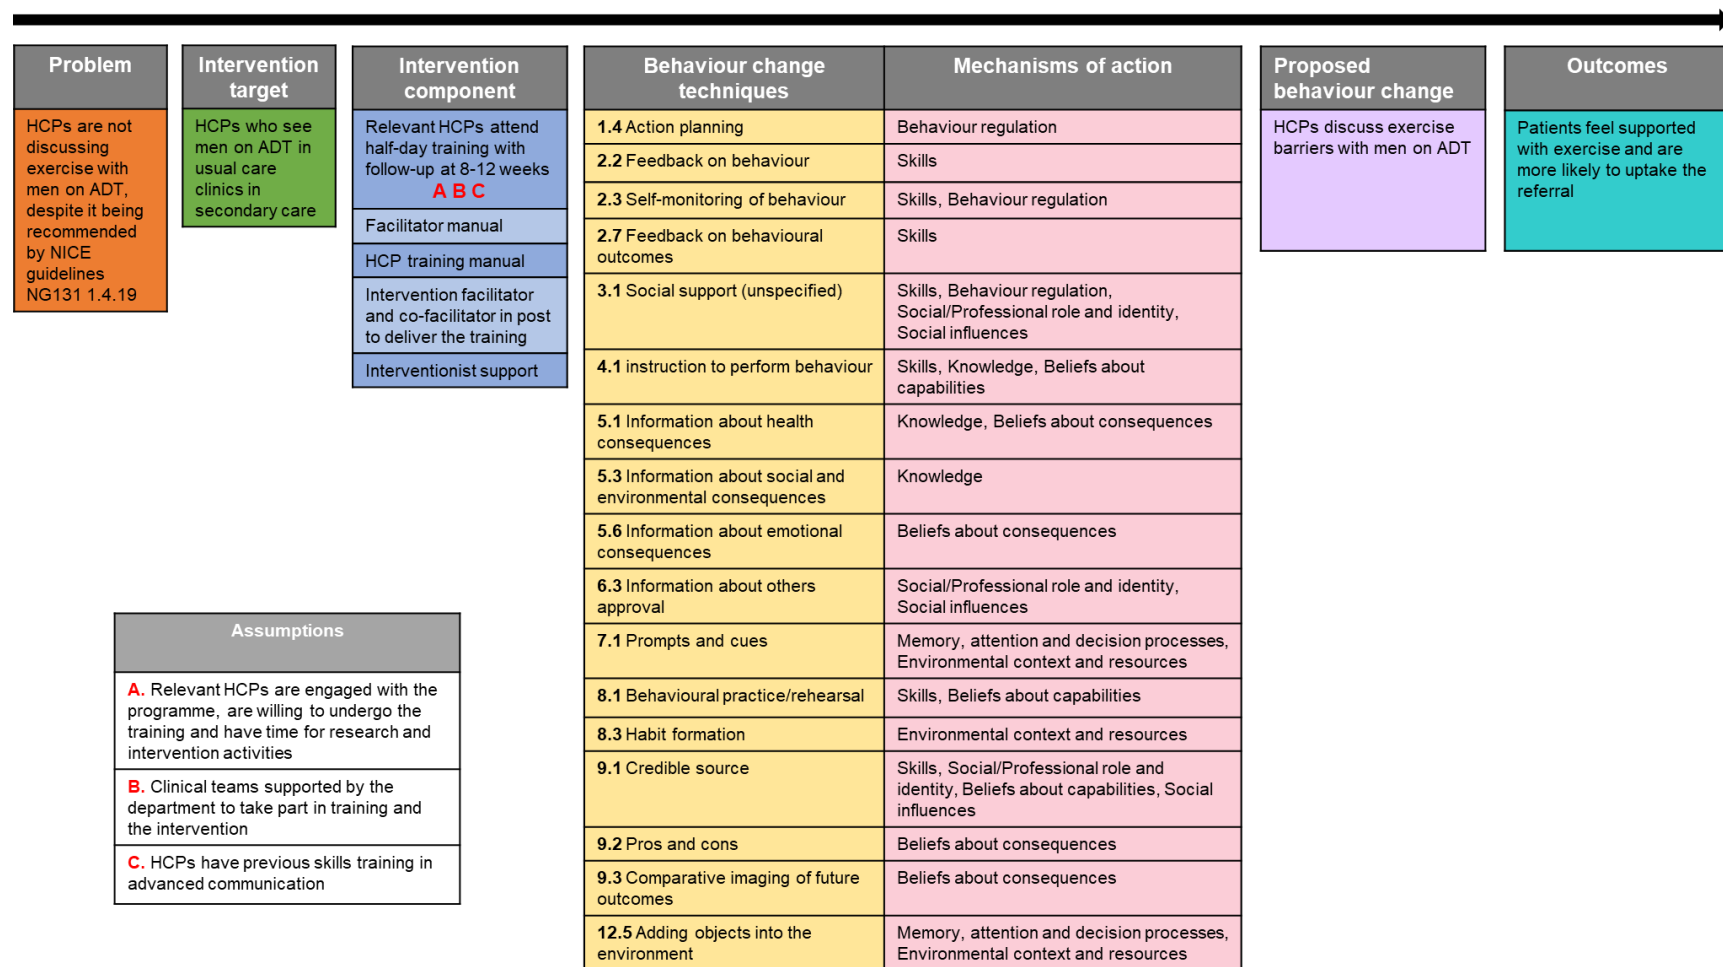 Problem
HCPs are not
discussing
exercise with
men on ADT,
despite it being
recommended
by NICE
guidelines
NG131 1.4.19
Intervention
target
HCPs who see
men on ADT in
usual care
clinics in
secondary care
Intervention
component
Relevant HCPs attend
half-day training with
follow-up at 8-12 weeks
A B C
Facilitator manual
HCP training manual
Intervention facilitator
and co-facilitator in post
to deliver the training
Interventionist support
Behaviour change
techniques
Mechanisms of action
1.4 Action planning
Behaviour regulation
2.2 Feedback on behaviour
Skills
2.3 Self-monitoring of behaviour
Skills, Behaviour regulation
2.7 Feedback on behavioural
outcomes
Skills
3.1 Social support (unspecified)
Skills, Behaviour regulation,
Social/Professional role and identity,
Social influences
4.1 instruction to perform behaviour
Skills, Knowledge, Beliefs about
capabilities
5.1 Information about health
consequences
Knowledge, Beliefs about consequences
5.3 Information about social and
environmental consequences
Knowledge
5.6 Information about emotional
consequences
Beliefs about consequences
6.3 Information about others
approval
Social/Professional role and identity,
Social influences
7.1 Prompts and cues
Memory, attention and decision processes,
Environmental context and resources
8.1 Behavioural practice/rehearsal
Skills, Beliefs about capabilities
8.3 Habit formation
Environmental context and resources
9.1 Credible source
Skills, Social/Professional role and
identity, Beliefs about capabilities, Social
influences
9.2 Pros and cons
Beliefs about consequences
9.3 Comparative imaging of future
outcomes
Beliefs about consequences
12.5 Adding objects into the
environment
Memory, attention and decision processes,
Environmental context and resources
Proposed
behaviour change
HCPs discuss exercise
barriers with men on ADT
Outcomes
Patients feel supported
with exercise and are
more likely to uptake the
referral
Assumptions
A. Relevant HCPs are engaged with the
programme, are willing to undergo the
training and have time for research and
intervention activities
B. Clinical teams supported by the
department to take part in training and
the intervention
C. HCPs have previous skills training in
advanced communication